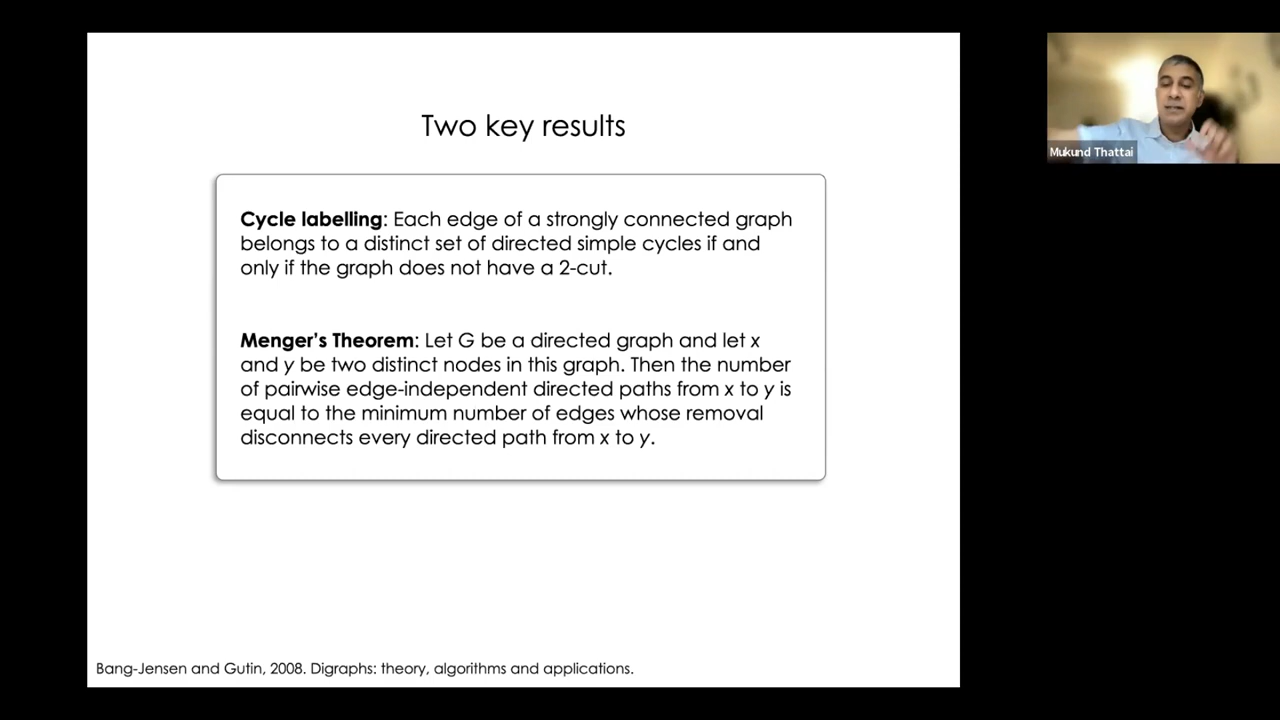 Two key results
Cycle labelling: Each edge of a strongly connected graph
belongs to a distinct set of directed simple cycles if and
only if the graph does not have a 2-cut.
Menger's Theorem: Let G be a directed graph and let x
and y be two distinct nodes in this graph. Then the number
of pairwise edge-independent directed paths from x to y is
equal to the minimum number of edges whose removal
disconnects every directed path from x to y.
Bang-Jensen and Gutin, 2008. Digraphs: theory, algorithms and applications.
Mukund Thattai